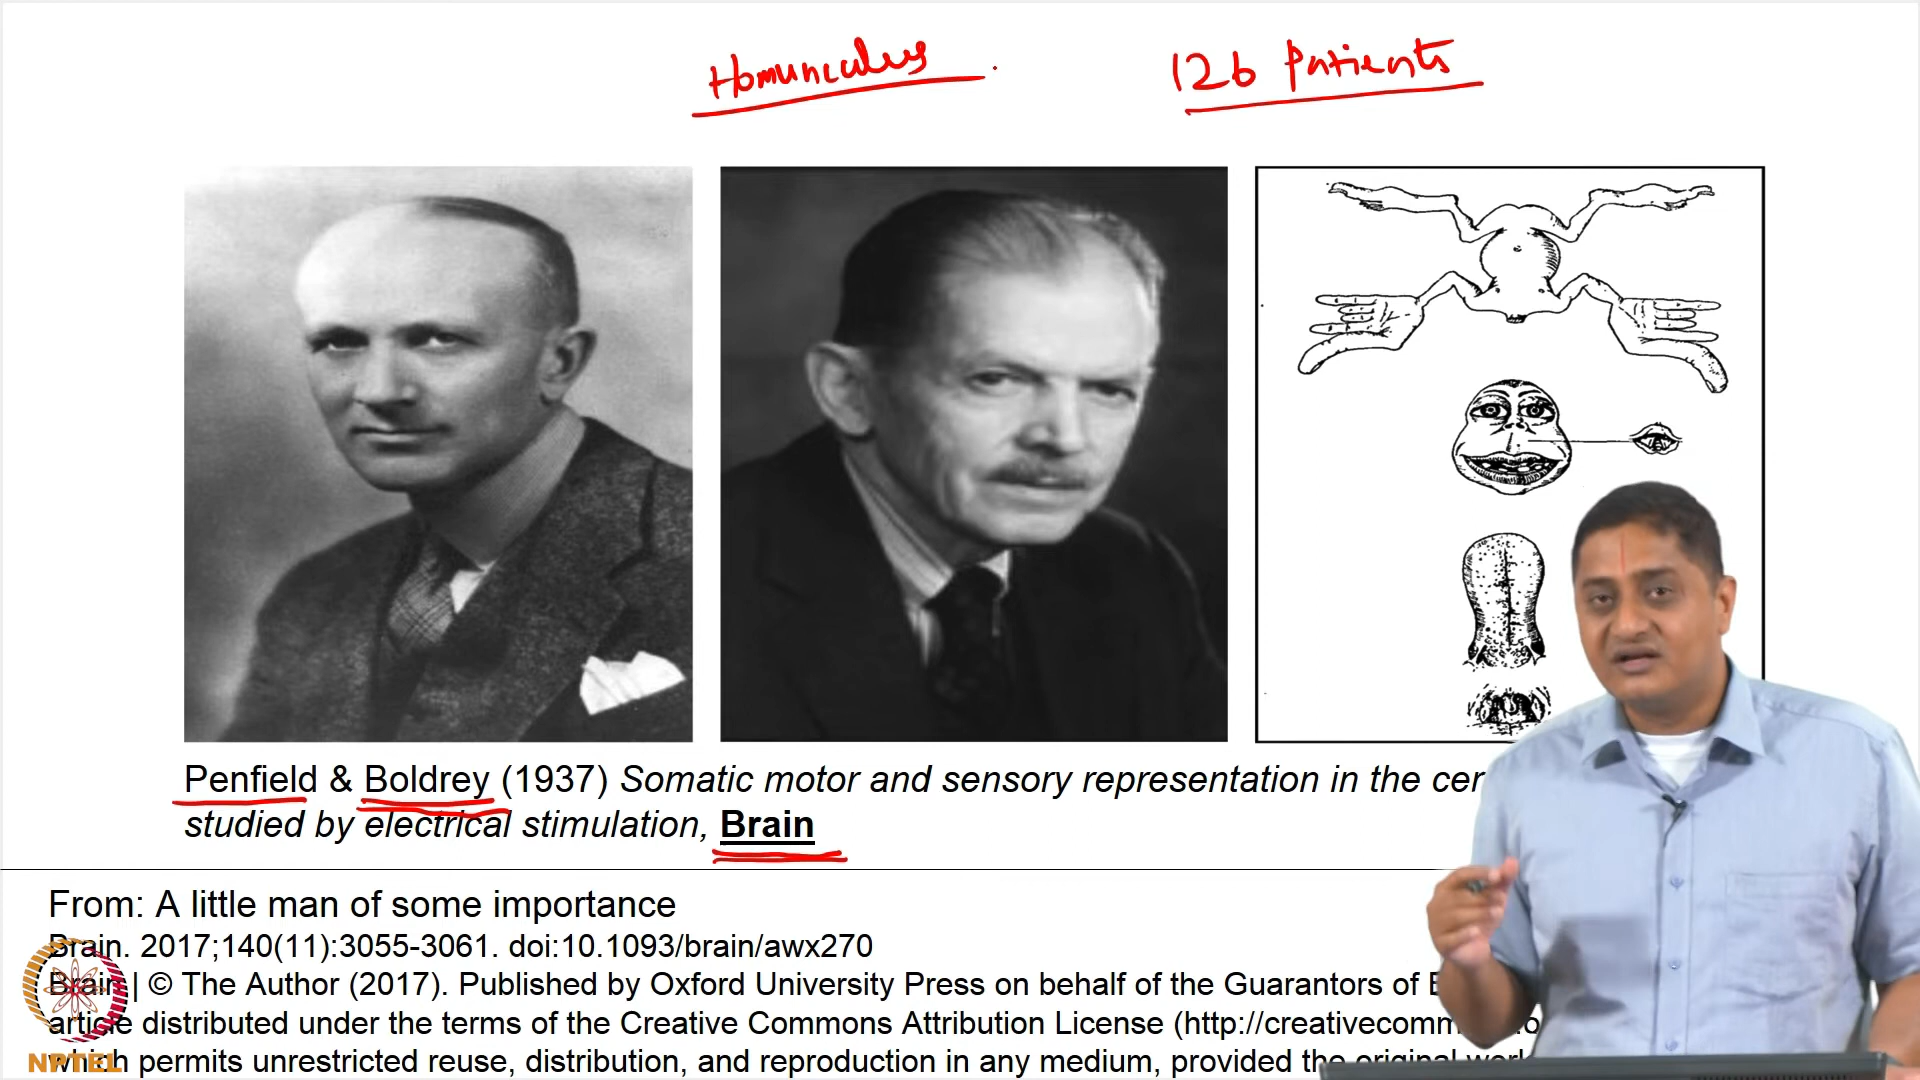 Homunculus 126 Patients
Penfield & Boldrey (1937) Somatic motor and sensory representation in the cer
studied by electrical stimulation, Brain
From: A little man of some importance
Brain. 2017;140(11):3055-3061. doi:10.1093/brain/awx270
Brain | © The Author (2017). Published by Oxford University Press on behalf of the Guarantors of B
article distributed under the terms of the Creative Commons Attribution License (http://creativecomm
which permits unrestricted reuse, distribution, and reproduction in any medium, provided the original work
NPTEL